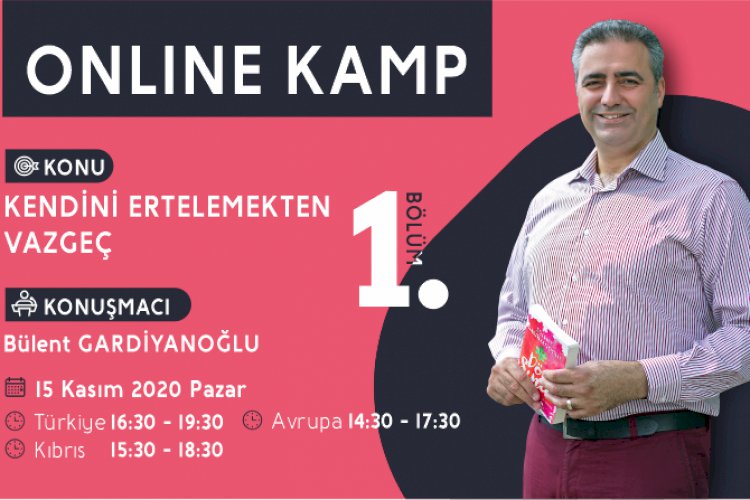 ONLINE KAMP
KONU
KENDİNİ ERTELEMEKTEN
VAZGEÇ
1.
BÖLÜM
KONUŞMACI
Bülent GARDİYANOĞLU
15 Kasım 2020 Pazar
Türkiye 16:30 - 19:30 Avrupa 14:30 - 17:30
Kıbrıs 15:30 - 18:30